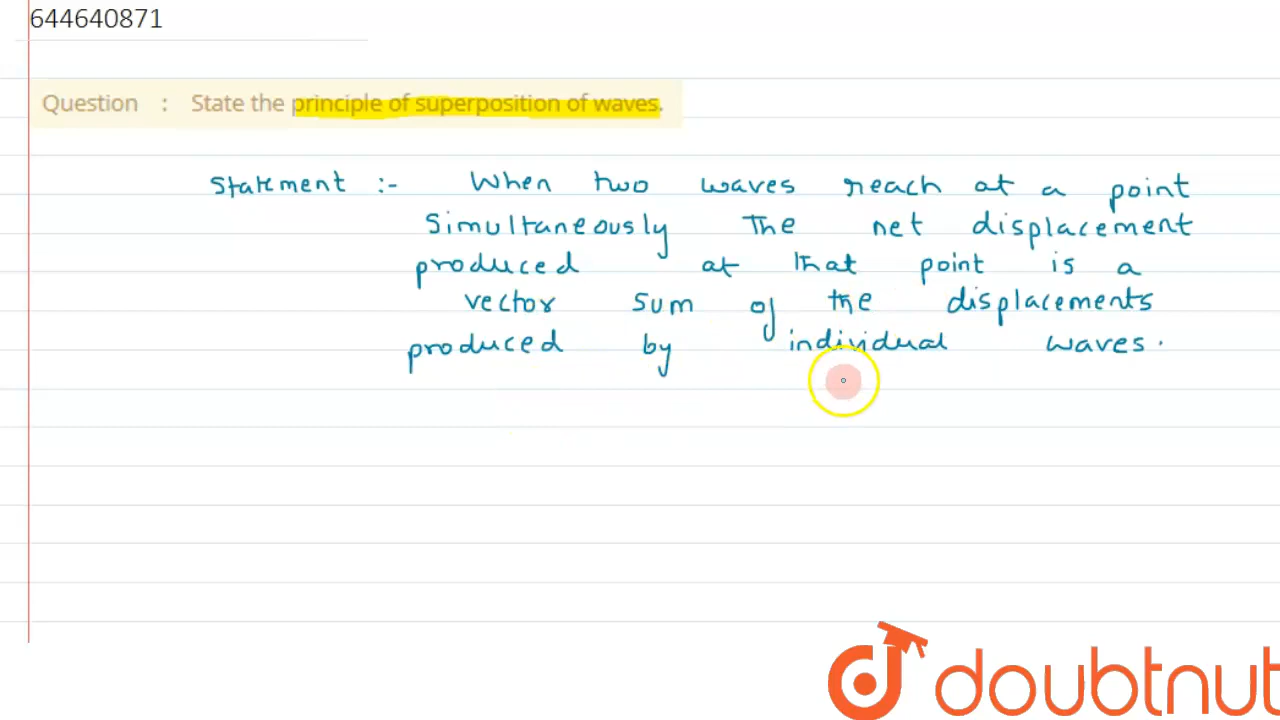 644640871
Question : State the principle of superposition of waves.
Statement :- When two waves reach at a point
Simultaneously The net displacement
produced at that point is a
vector sum of the displacements
produced by individual waves.
doubtnut